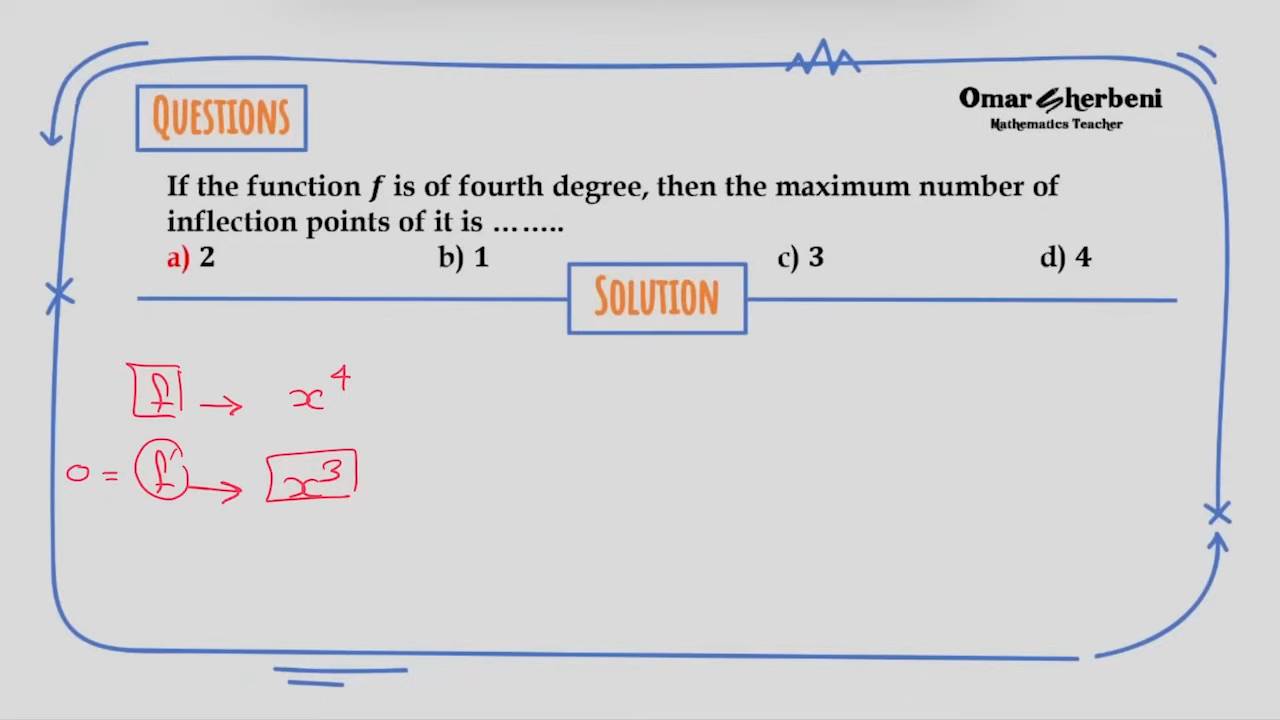 QUESTIONS
Omar Sherbeni
Mathematics Teacher
If the function f is of fourth degree, then the maximum number of
inflection points of it is ........
a) 2 b) 1 c) 3 d) 4
SOLUTION
f → x⁴
0 = f' → x³